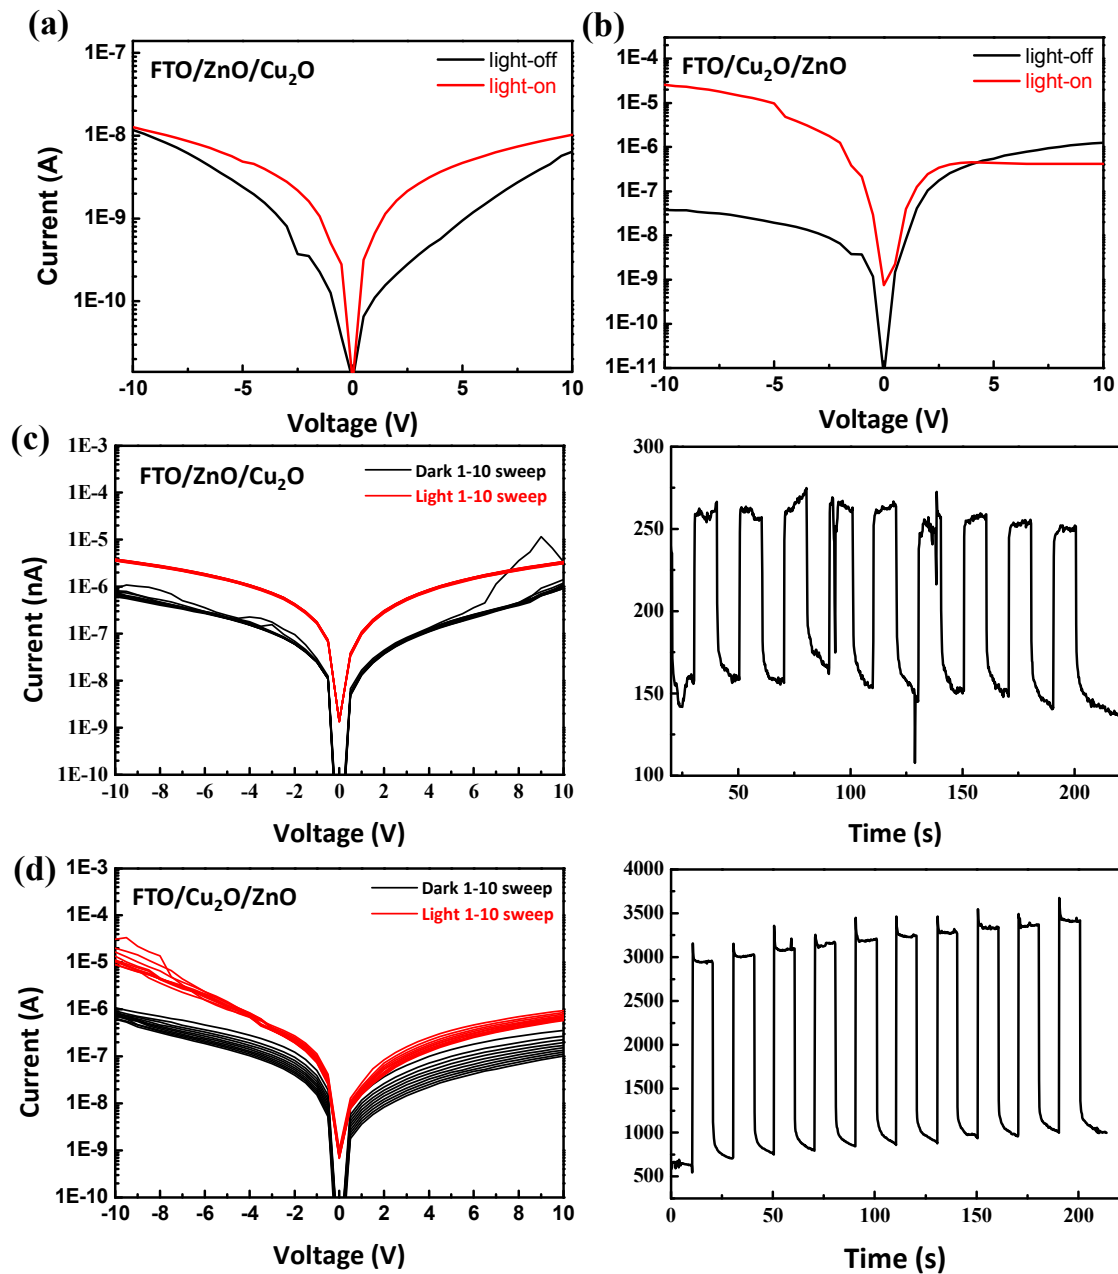 (a)
FTO/ZnO/Cu2O
light-off
light-on
1E-7
1E-8
1E-9
1E-10
Current (A)
-10 -5 0 5 10
Voltage (V)
(b)
FTO/Cu2O/ZnO
light-off
light-on
1E-4
1E-5
1E-6
1E-7
1E-8
1E-9
1E-10
1E-11
-10 -5 0 5 10
Voltage (V)
(c)
FTO/ZnO/Cu2O
Dark 1-10 sweep
Light 1-10 sweep
1E-3
1E-4
1E-5
1E-6
1E-7
1E-8
1E-9
1E-10
Current (nA)
-10 -8 -6 -4 -2 0 2 4 6 8 10
Voltage (V)
300
250
200
150
100
50 100 150 200
Time (s)
(d)
FTO/Cu2O/ZnO
Dark 1-10 sweep
Light 1-10 sweep
1E-3
1E-4
1E-5
1E-6
1E-7
1E-8
1E-9
1E-10
Current (A)
-10 -8 -6 -4 -2 0 2 4 6 8 10
Voltage (V)
4000
3500
3000
2500
2000
1500
1000
500
0 50 100 150 200
Time (s)